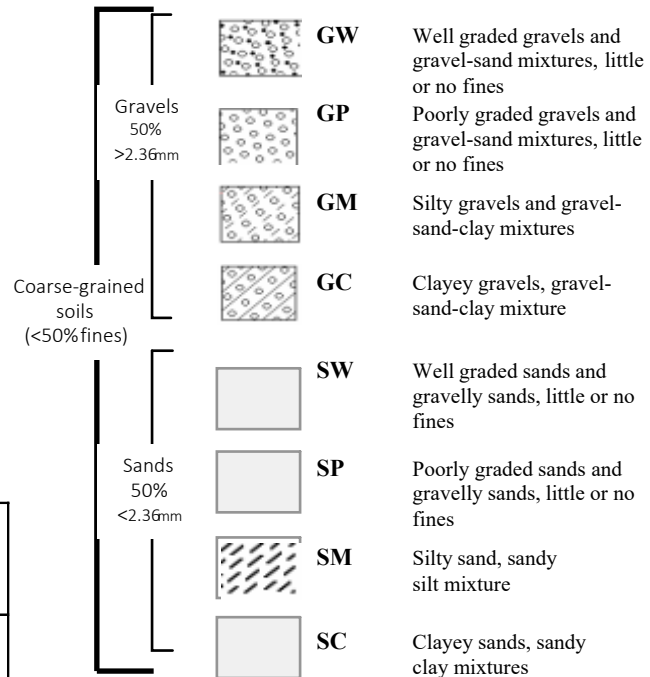 GW
Well graded gravels and
gravel-sand mixtures, little
or no fines
Gravels
50%
>2.36mm
GP
Poorly graded gravels and
gravel-sand mixtures, little
or no fines
GM
Silty gravels and gravel-
sand-clay mixtures
GC
Clayey gravels, gravel-
sand-clay mixture
Coarse-grained
soils
(<50%fines)
SW
Well graded sands and
gravelly sands, little or no
fines
Sands
50%
<2.36mm
SP
Poorly graded sands and
gravelly sands, little or no
fines
SM
Silty sand, sandy
silt mixture
SC
Clayey sands, sandy
clay mixtures